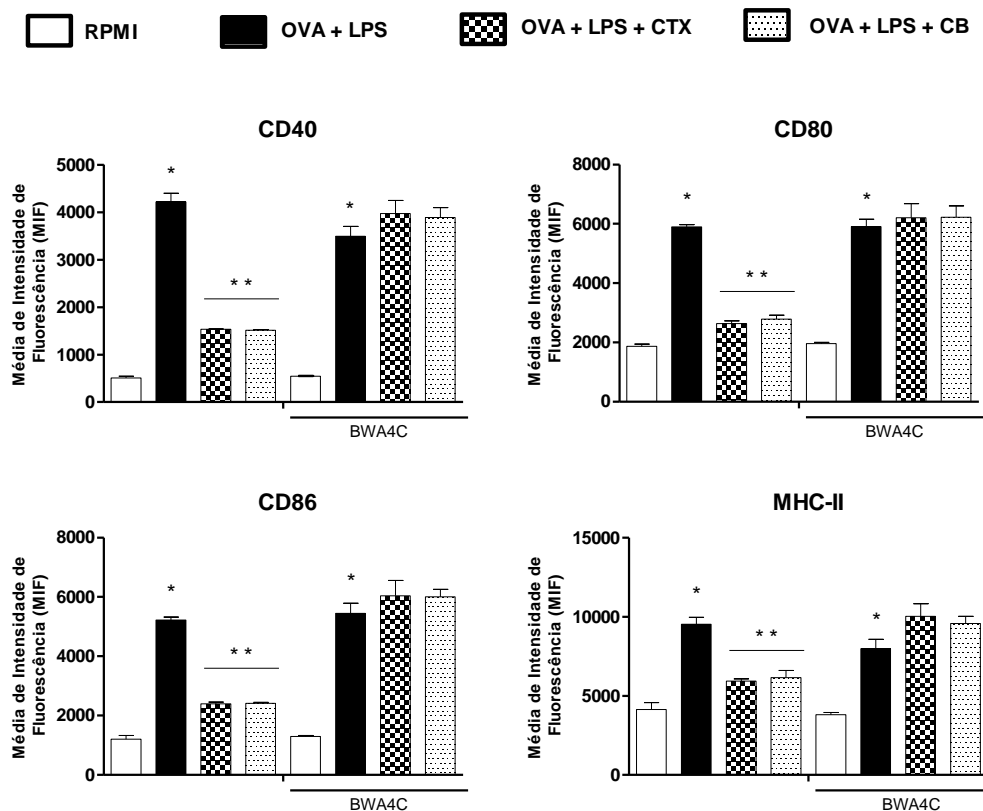 RPMI
OVA + LPS
OVA + LPS + CTX
OVA + LPS + CB
CD40
Média de Intensidade de
Fluorescência (MIF)
5000
4000
3000
2000
1000
0
*
* *
*
BWA4C
CD80
Média de Intensidade de
Fluorescência (MIF)
8000
6000
4000
2000
0
*
* *
*
BWA4C
CD86
Média de Intensidade de
Fluorescência (MIF)
8000
6000
4000
2000
0
*
* *
*
BWA4C
MHC-II
Média de Intensidade de
Fluorescência (MIF)
15000
10000
5000
0
*
* *
*
BWA4C